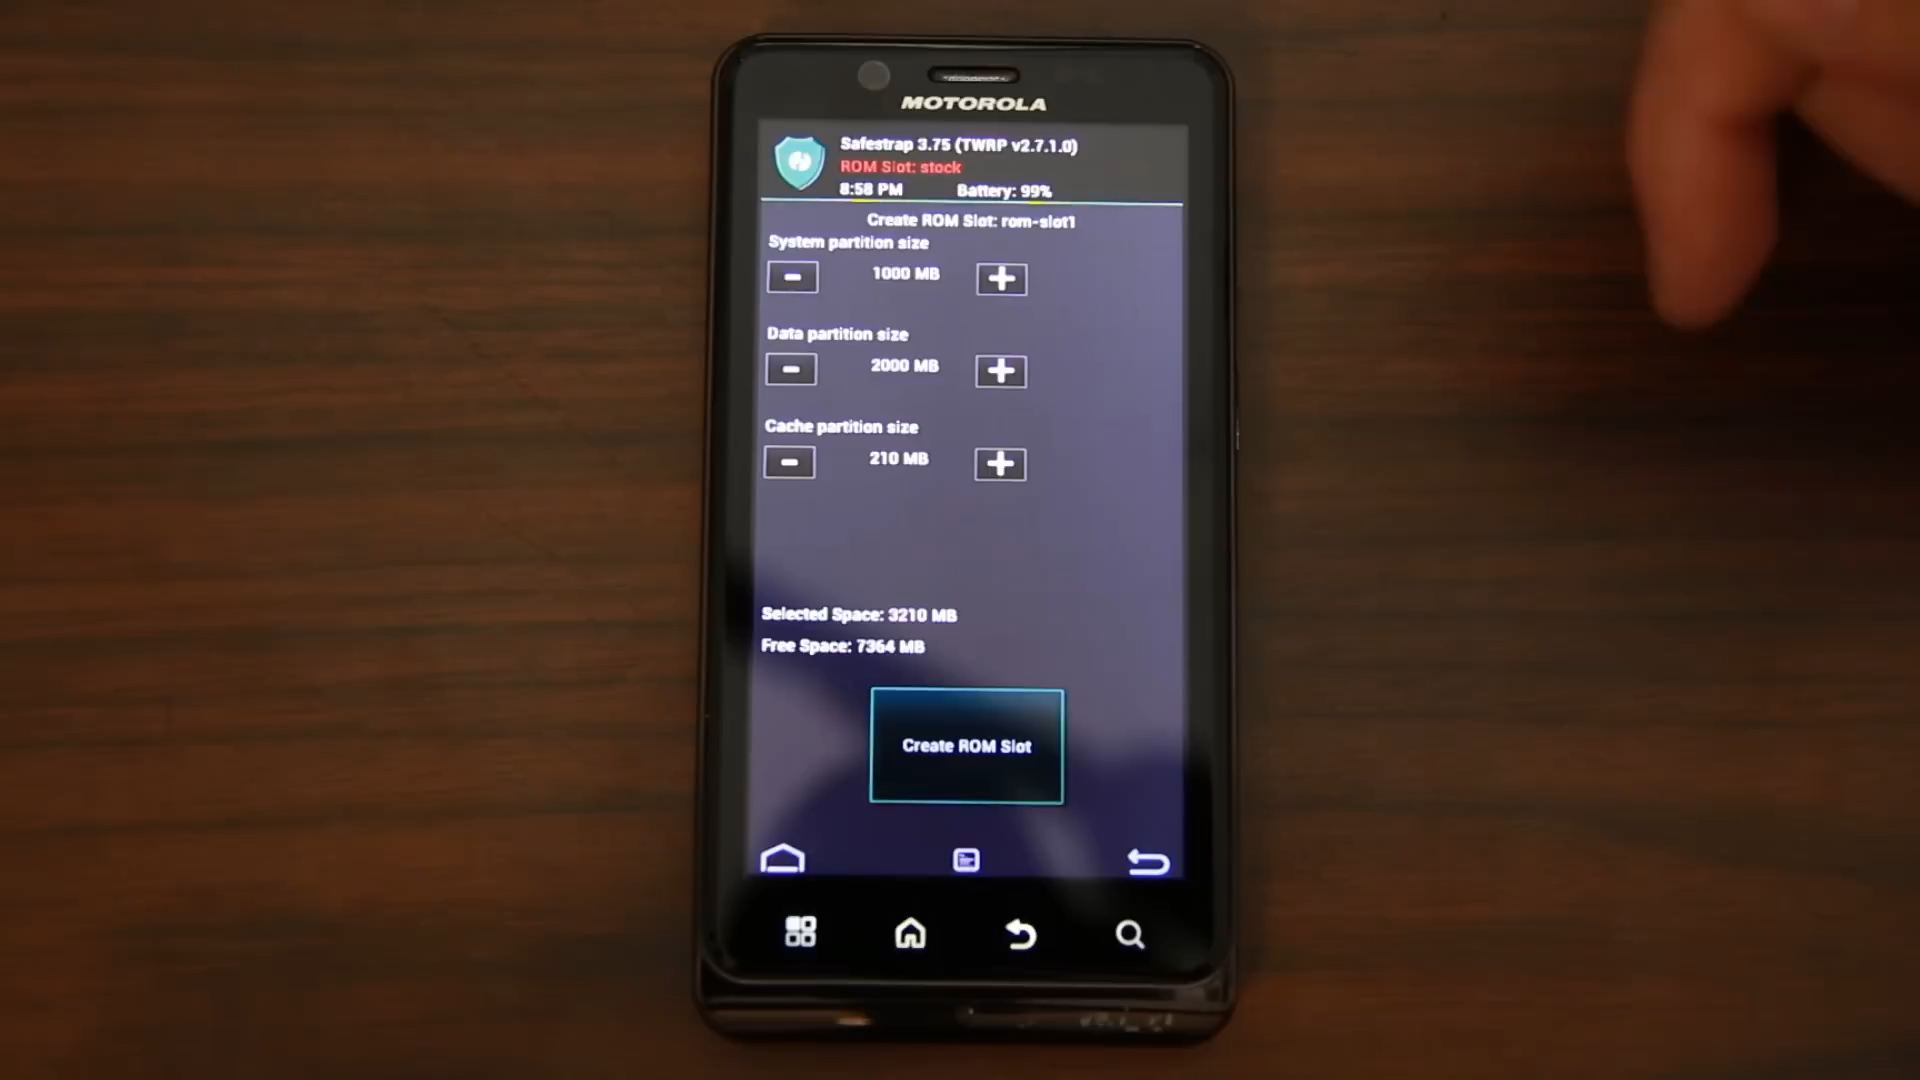 MOTOROLA
Safestrap 3.75 (TWRP v2.7.1.0)
ROM Slot: stock
8:58 PM Battery: 99%
Create ROM Slot: rom-slot1
System partition size
- 1000 MB +
Data partition size
- 2000 MB +
Cache partition size
- 210 MB +
Selected Space: 3210 MB
Free Space: 7364 MB
Create ROM Slot